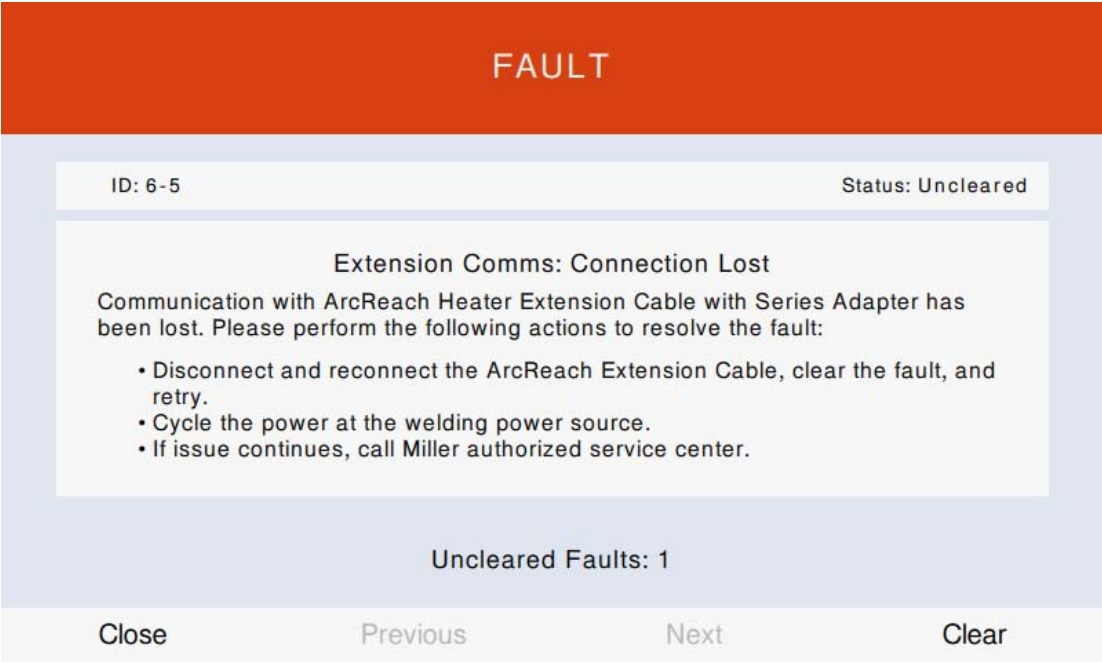 FAULT
ID: 6-5
Status: Uncleared
Extension Comms: Connection Lost
Communication with ArcReach Heater Extension Cable with Series Adapter has
been lost. Please perform the following actions to resolve the fault:
• Disconnect and reconnect the ArcReach Extension Cable, clear the fault, and
retry.
• Cycle the power at the welding power source.
• If issue continues, call Miller authorized service center.
Uncleared Faults: 1
Close
Previous
Next
Clear